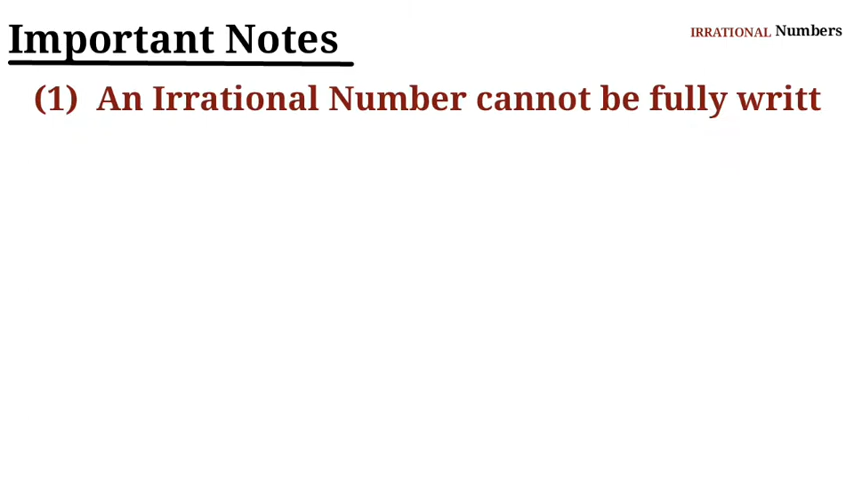 Important Notes
IRRATIONAL Numbers
(1) An Irrational Number cannot be fully writt